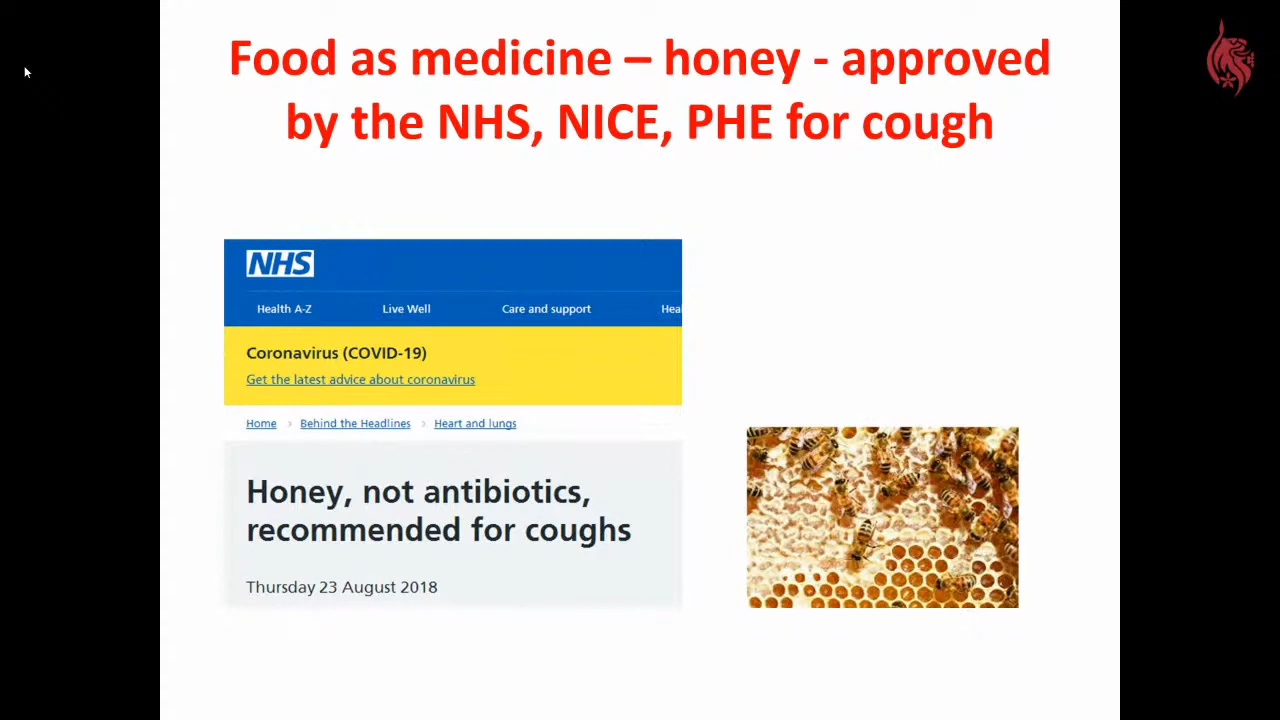 Food as medicine – honey - approved
by the NHS, NICE, PHE for cough
NHS
Health A-Z Live Well Care and support Hea
Coronavirus (COVID-19)
Get the latest advice about coronavirus
Home > Behind the Headlines > Heart and lungs
Honey, not antibiotics,
recommended for coughs
Thursday 23 August 2018